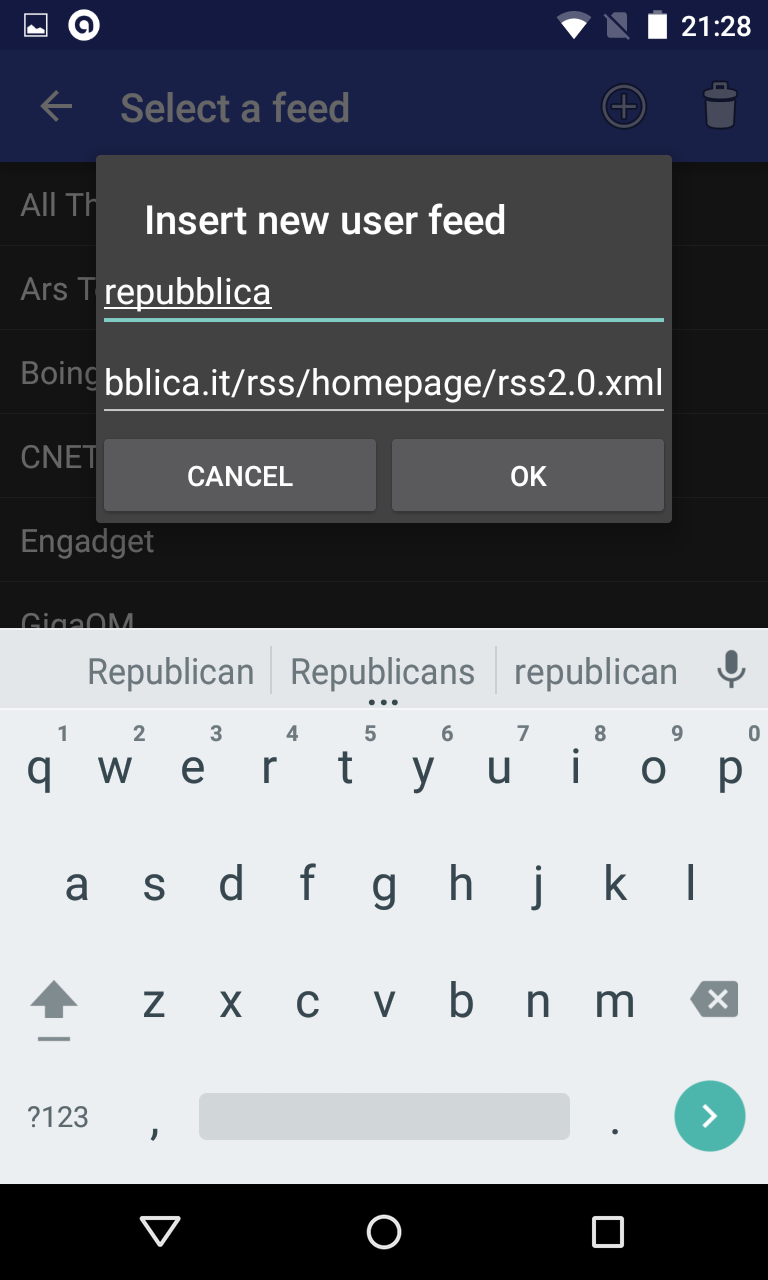 21:28
Select a feed
All Th
Insert new user feed
Ars T
repubblica
Boing
bblica.it/rss/homepage/rss2.0.xml
CNET
CANCEL OK
Engadget
GigaOM
Republican Republicans republican
1 2 3 4 5 6 7 8 9 0
q w e r t y u i o p
a s d f g h j k l
z x c v b n m
?123 , .